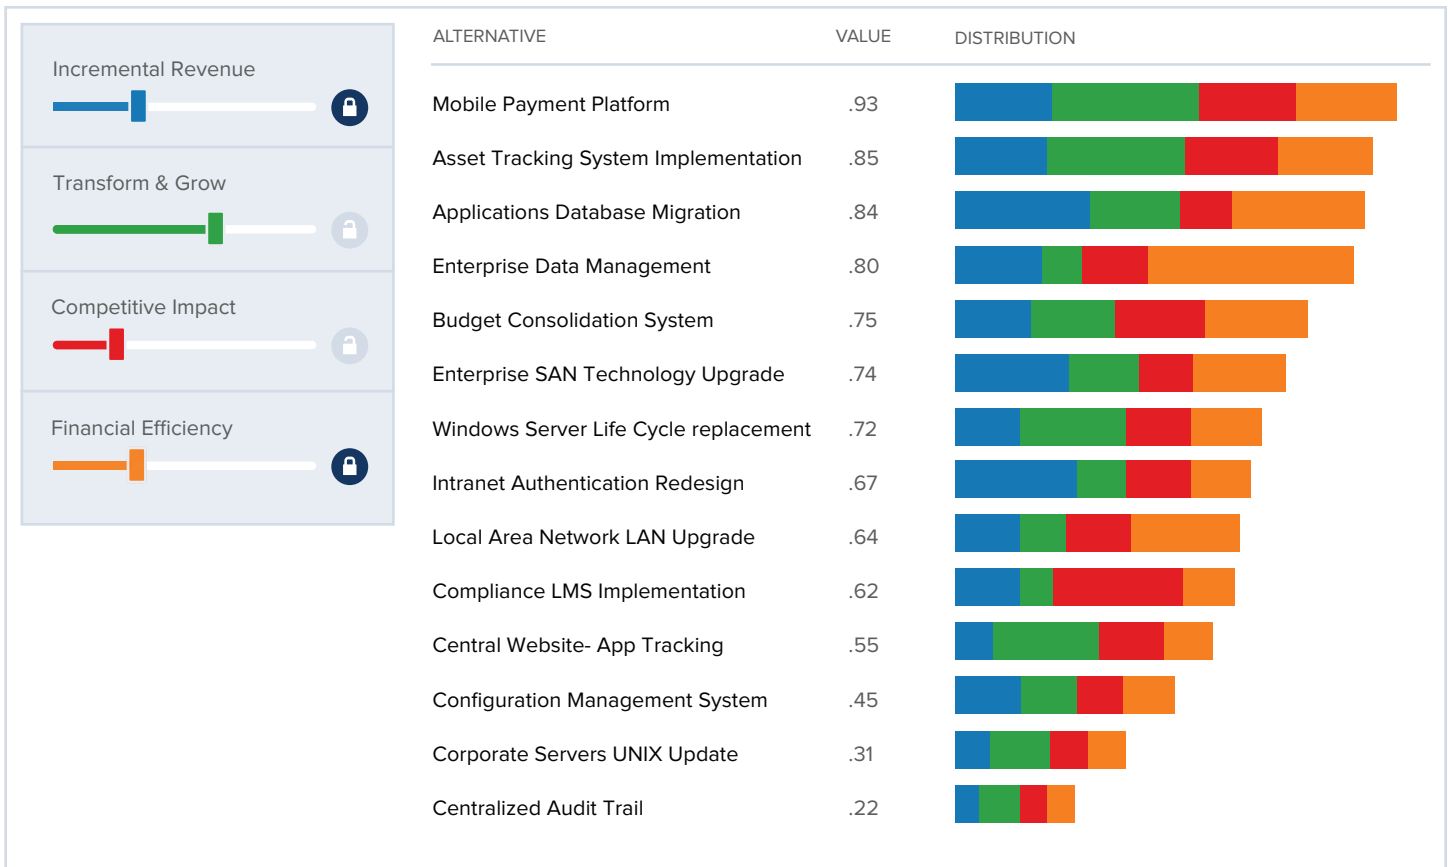 Incremental Revenue
Transform & Grow
Competitive Impact
Financial Efficiency
ALTERNATIVE VALUE DISTRIBUTION
Mobile Payment Platform .93
Asset Tracking System Implementation .85
Applications Database Migration .84
Enterprise Data Management .80
Budget Consolidation System .75
Enterprise SAN Technology Upgrade .74
Windows Server Life Cycle replacement .72
Intranet Authentication Redesign .67
Local Area Network LAN Upgrade .64
Compliance LMS Implementation .62
Central Website- App Tracking .55
Configuration Management System .45
Corporate Servers UNIX Update .31
Centralized Audit Trail .22